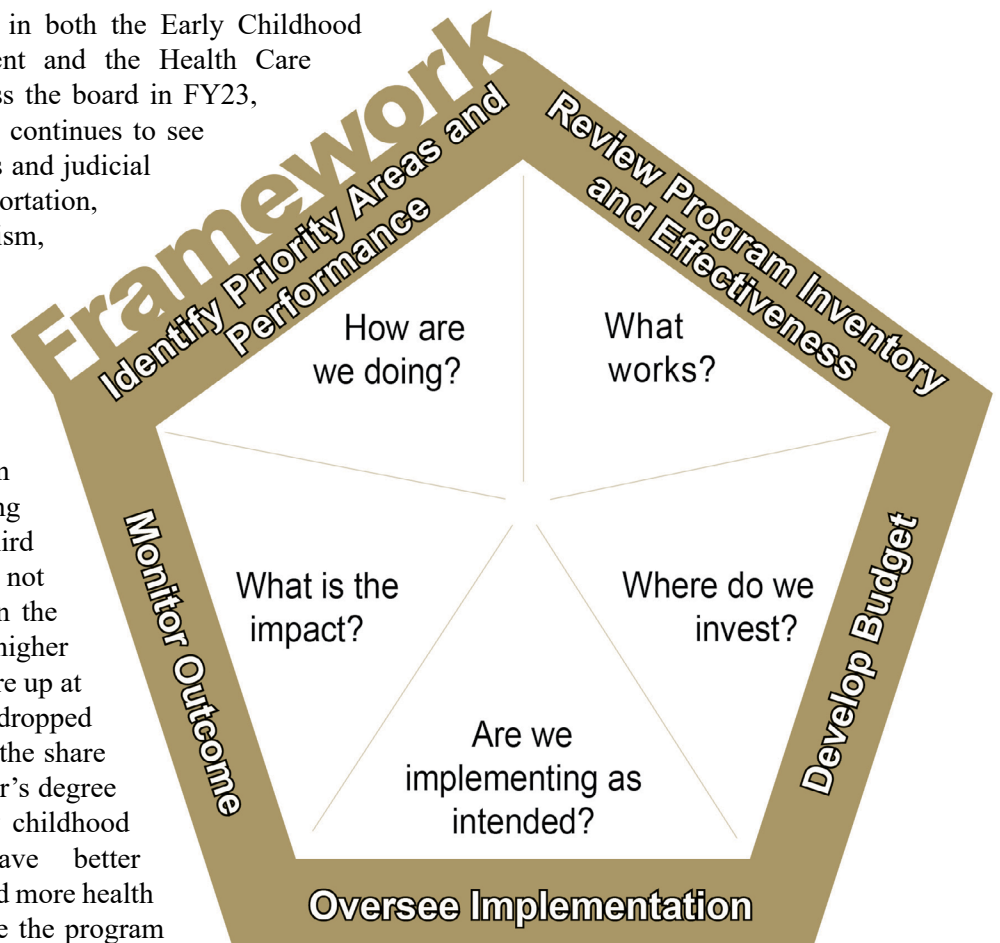 in both the Early Childhood
ent and the Health Care
ss the board in FY23,
continues to see
s and judicial
ortation,
ism,
Framework
Identify Priority Areas and
Performance
Review Program Inventory
and Effectiveness
How are
we doing?
What
works?
n
ng
ird
not
n the
higher
re up at
dropped
the share
r’s degree
childhood
ave better
d more health
e the program
Monitor Outcome
What is the
impact?
Where do we
invest?
Develop Budget
Are we
implementing as
intended?
Oversee Implementation